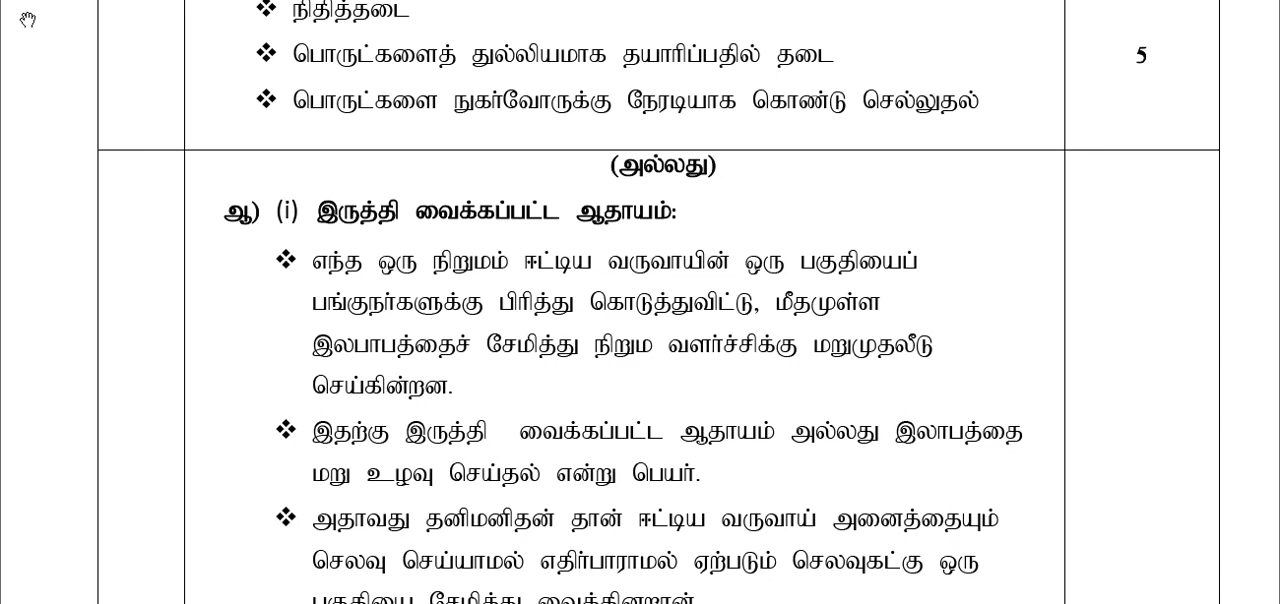 ❖ நிதித்தடை
❖ பொருட்களைத் துல்லியமாக தயாரிப்பதில் தடை
5
❖ பொருட்களை நுகர்வோருக்கு நேரடியாக கொண்டு செல்லுதல்
(அல்லது)
ஆ) (i) இருத்தி வைக்கப்பட்ட ஆதாயம்:
❖ எந்த ஒரு நிறுமம் ஈட்டிய வருவாயின் ஒரு பகுதியைப்
பங்குநர்களுக்கு பிரித்து கொடுத்துவிட்டு, மீதமுள்ள
இலபாபத்தைச் சேமித்து நிறும வளர்ச்சிக்கு மறுமுதலீடு
செய்கின்றன.
❖ இதற்கு இருத்தி வைக்கப்பட்ட ஆதாயம் அல்லது இலாபத்தை
மறு உழவு செய்தல் என்று பெயர்.
❖ அதாவது தனிமனிதன் தான் ஈட்டிய வருவாய் அனைத்தையும்
செலவு செய்யாமல் எதிர்பாராமல் ஏற்படும் செலவுகட்கு ஒரு
பகுதியை சேமித்து வைக்கினறான்